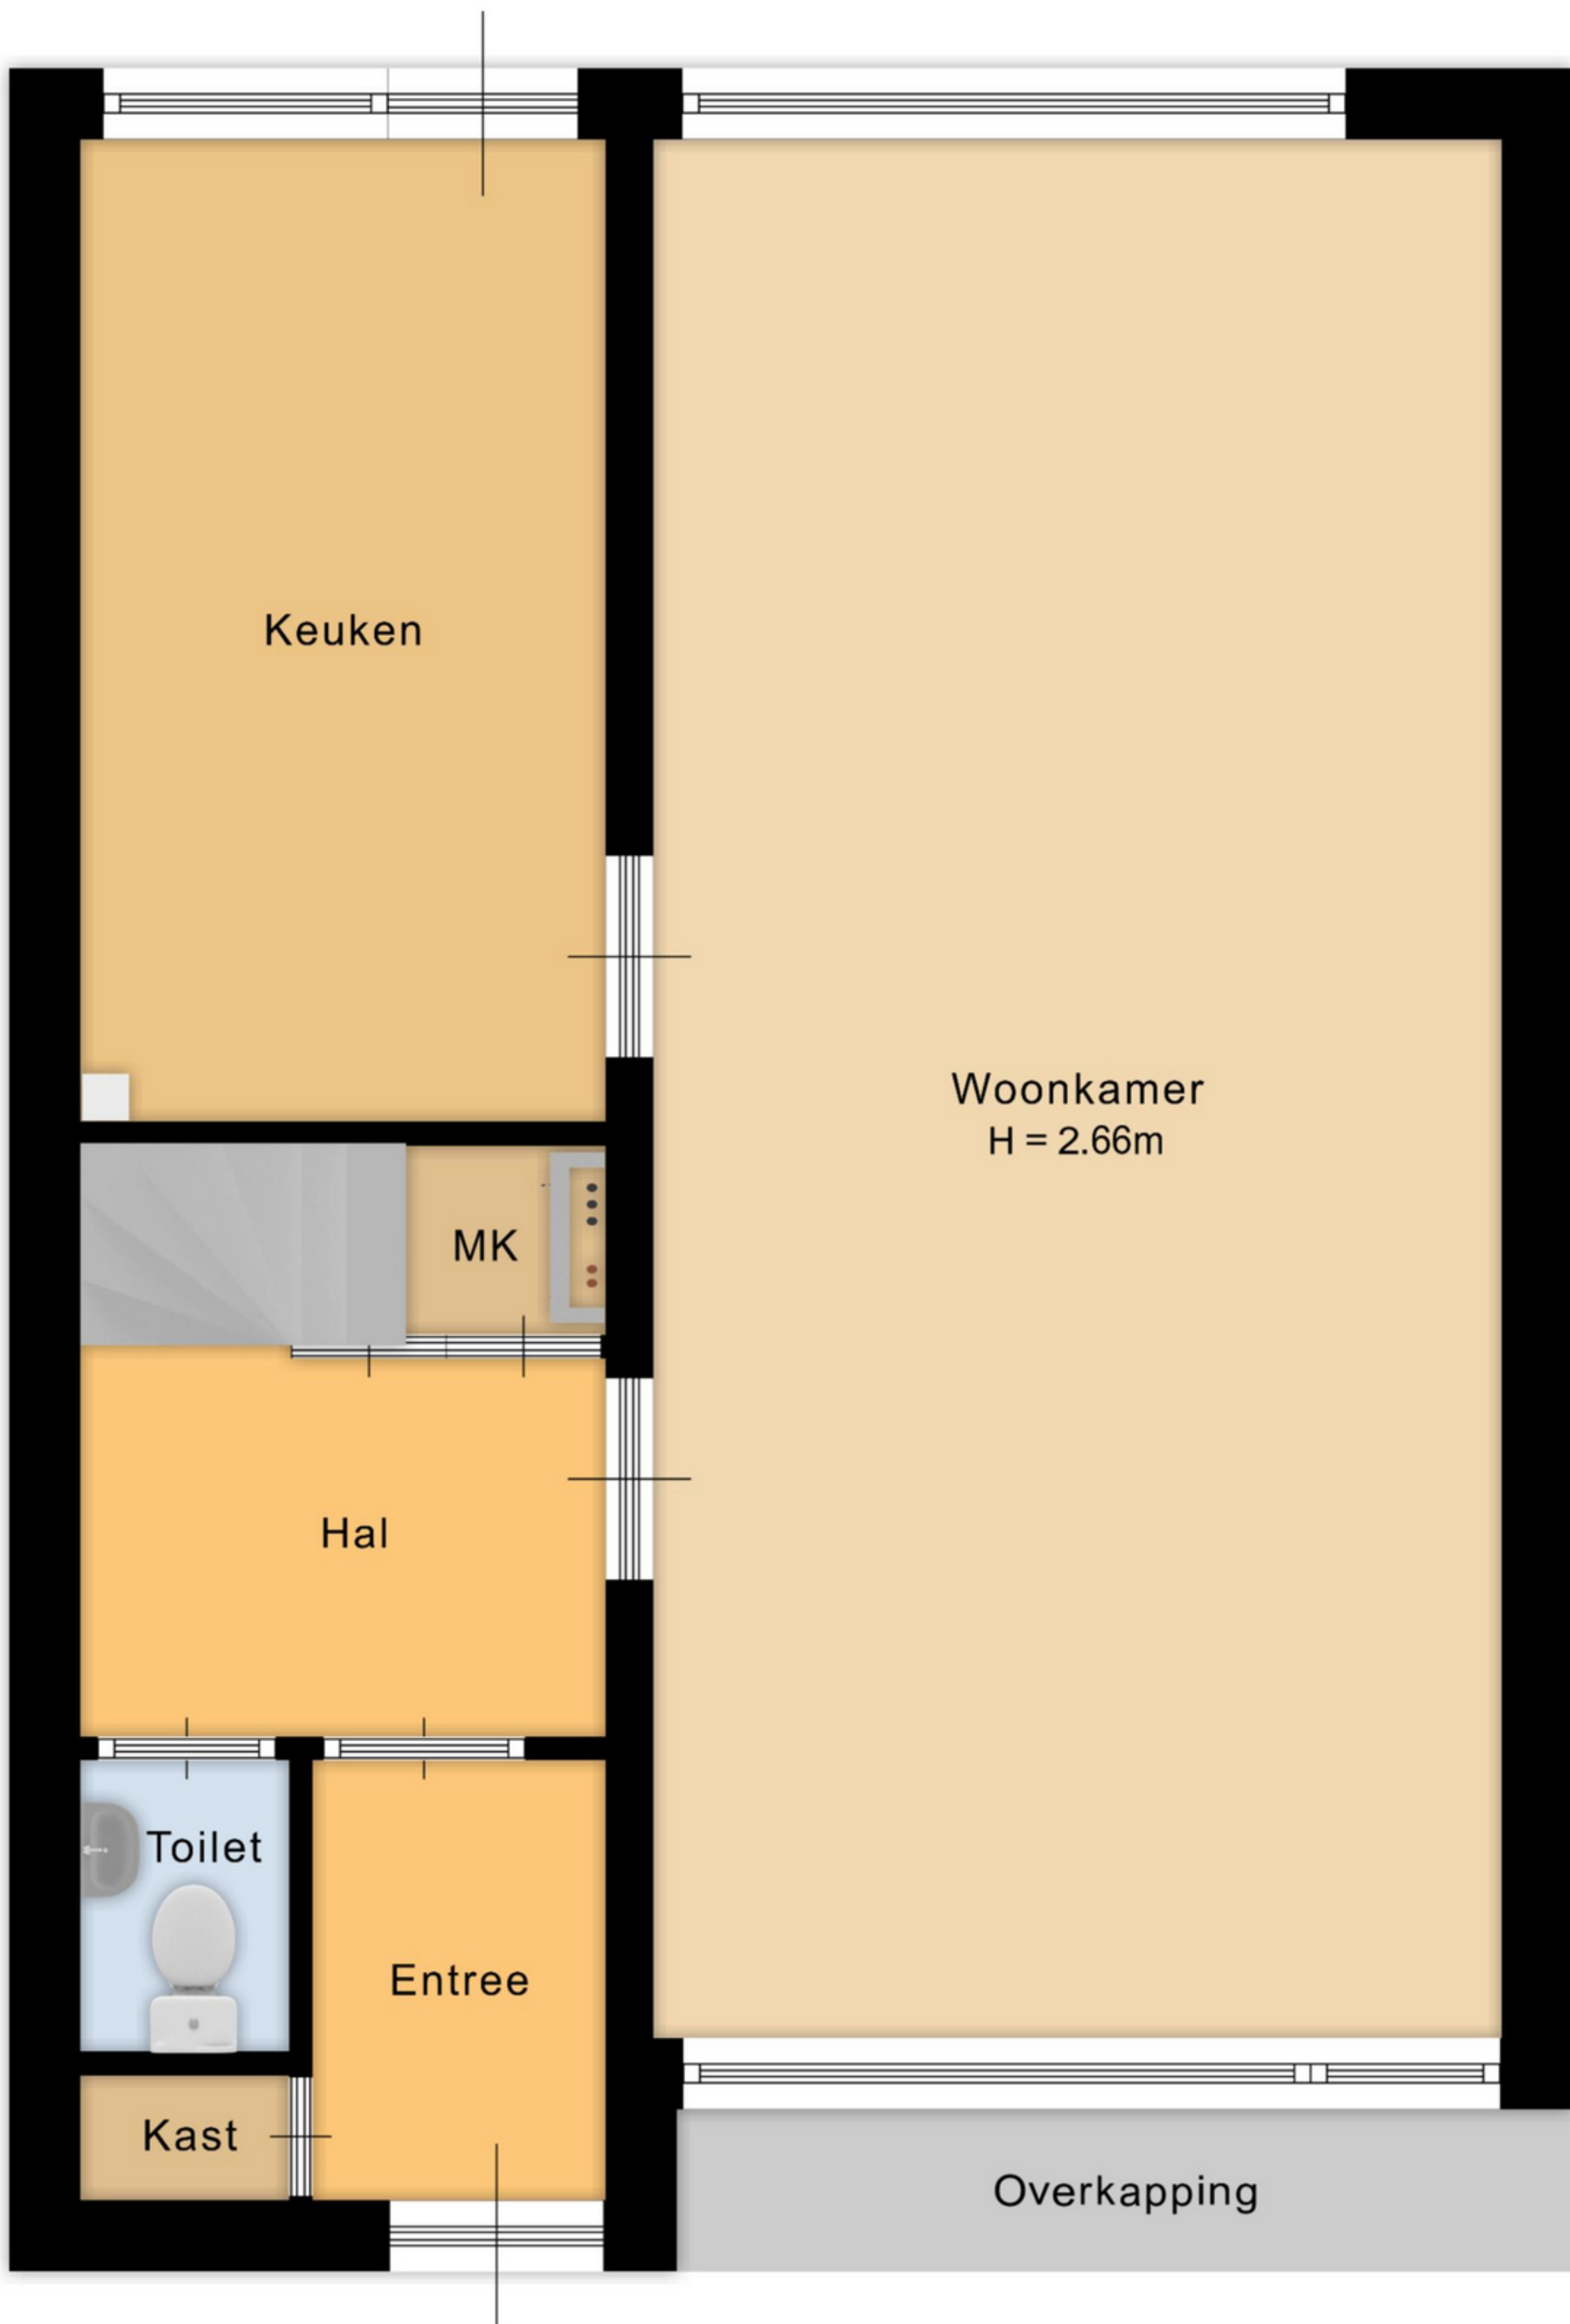 Keuken
Woonkamer
H = 2.66m
MK
Hal
Toilet
Entree
Kast
Overkapping